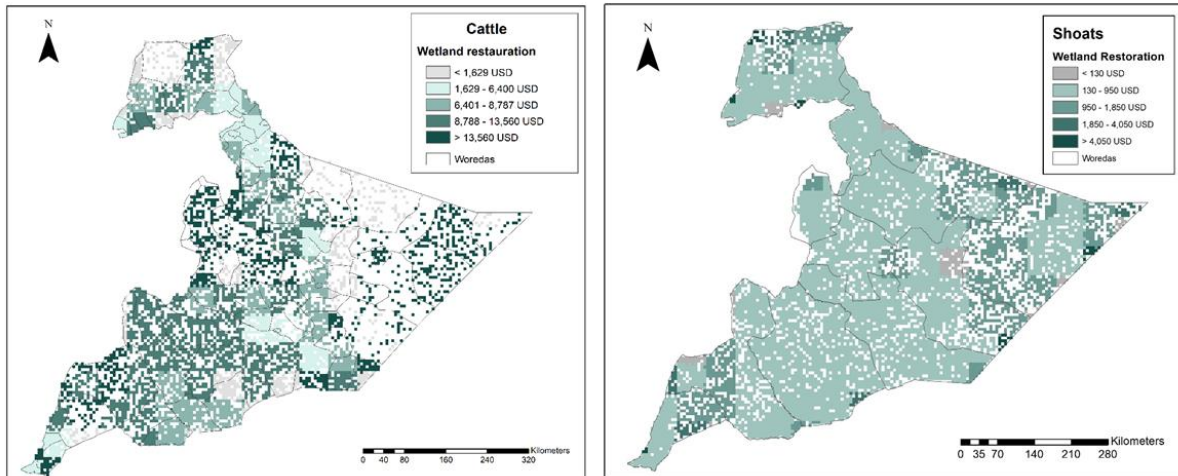 N
Cattle
Wetland restauration
< 1,629 USD
1,629 - 6,400 USD
6,401 - 8,787 USD
8,788 - 13,560 USD
> 13,560 USD
Woredas
Kilometers
0 40 80 160 240 320
N
Shoats
Wetland Restoration
< 130 USD
130 - 950 USD
950 - 1,850 USD
1,850 - 4,050 USD
> 4,050 USD
Woredas
Kilometers
0 35 70 140 210 280